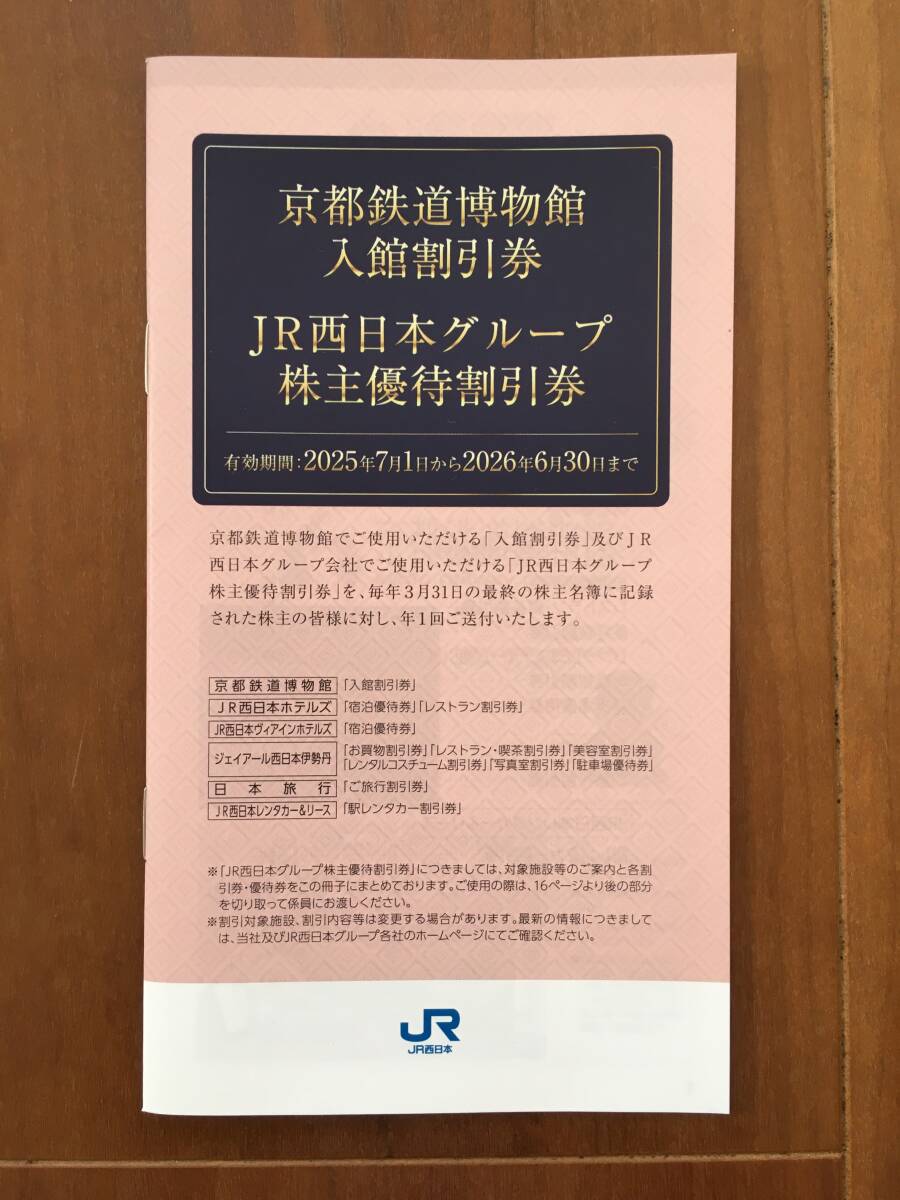 京都鉄道博物館
入館割引券
JR西日本グループ
株主優待割引券
有効期間:2025年7月1日から2026年6月30日まで
京都鉄道博物館でご使用いただける「入館割引券」及びJR
西日本グループ会社でご使用いただける「JR西日本グループ
株主優待割引券」を、毎年3月31日の最終の株主名簿に記録
された株主の皆様に対し、年1回ご送付いたします。
京都鉄道博物館 「入館割引券」
JR西日本ホテルズ 「宿泊優待券」「レストラン割引券」
JR西日本ヴィアインホテルズ 「宿泊優待券」
ジェイアール西日本伊勢丹 「お買物割引券」「レストラン・喫茶割引券」「美容室割引券」
「レンタルコスチューム割引券」「写真室割引券」「駐車場優待券」
日本旅行 「ご旅行割引券」
JR西日本レンタカー&リース 「駅レンタカー割引券」
※「JR西日本グループ株主優待割引券」につきましては、対象施設等のご案内と各割
引券・優待券をこの冊子にまとめております。ご使用の際は、16ページより後の部分
を切り取って係員にお渡しください。
※割引対象施設、割引内容等は変更する場合があります。最新の情報につきまして
は、当社及びJR西日本グループ各社のホームページにてご確認ください。
JR
JR西日本